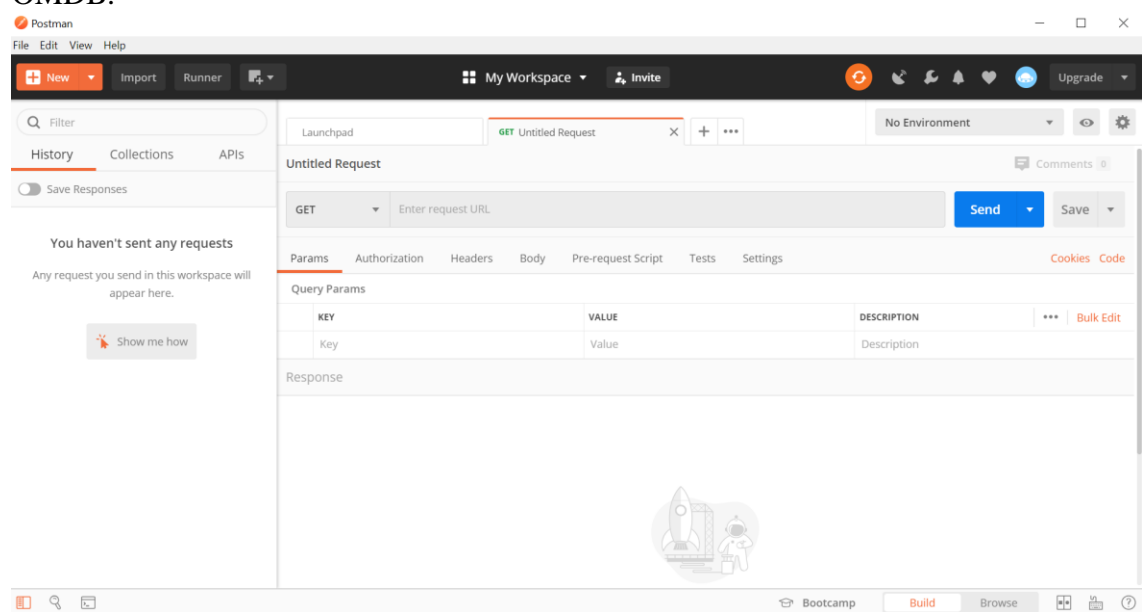 OMDB.
Postman
File Edit View Help
New Import Runner
My Workspace Invite
Upgrade
Filter
History Collections APIs
Save Responses
You haven't sent any requests
Any request you send in this workspace will
appear here.
Show me how
Launchpad GET Untitled Request
No Environment
Untitled Request
Comments 0
GET Enter request URL
Send Save
Params Authorization Headers Body Pre-request Script Tests Settings
Cookies Code
Query Params
KEY VALUE DESCRIPTION
Bulk Edit
Key Value Description
Response
Bootcamp Build Browse